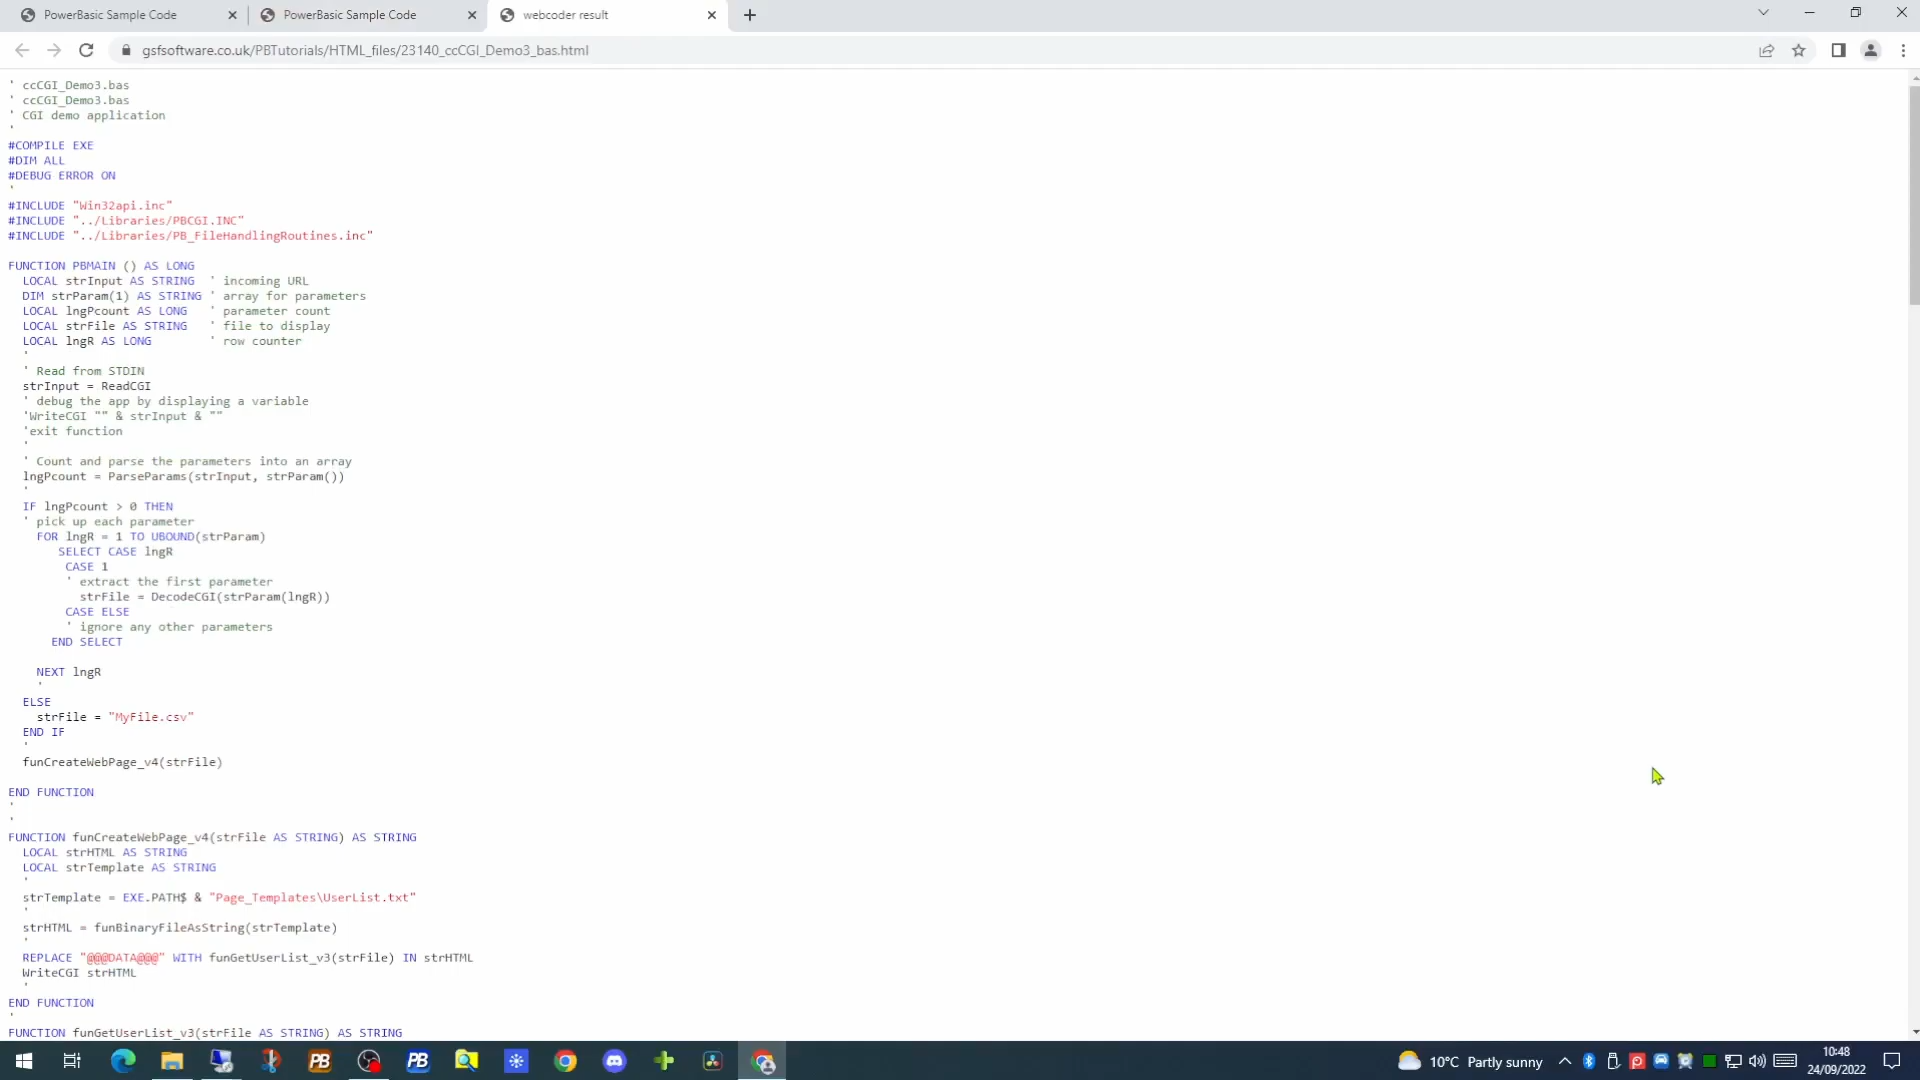 PowerBasic Sample Code
PowerBasic Sample Code
webcoder result
gsfsoftware.co.uk/PBTutorials/HTML_files/23140_ccCGI_Demo3_bas.html
' ccCGI_Demo3.bas
' ccCGI_Demo3.bas
' CGI demo application
'
#COMPILE EXE
#DIM ALL
#DEBUG ERROR ON
'
#INCLUDE "Win32api.inc"
#INCLUDE "../Libraries/PBCGI.INC"
#INCLUDE "../Libraries/PB_FileHandlingRoutines.inc"
FUNCTION PBMAIN () AS LONG
LOCAL strInput AS STRING ' incoming URL
DIM strParam(1) AS STRING ' array for parameters
LOCAL lngPcount AS LONG ' parameter count
LOCAL strFile AS STRING ' file to display
LOCAL lngR AS LONG ' row counter
'
' Read from STDIN
strInput = ReadCGI
' debug the app by displaying a variable
'WriteCGI "" & strInput & ""
'exit function
'
' Count and parse the parameters into an array
lngPcount = ParseParams(strInput, strParam())
'
IF lngPcount > 0 THEN
' pick up each parameter
FOR lngR = 1 TO UBOUND(strParam)
SELECT CASE lngR
CASE 1
' extract the first parameter
strFile = DecodeCGI(strParam(lngR))
CASE ELSE
' ignore any other parameters
END SELECT
NEXT lngR
'
ELSE
strFile = "MyFile.csv"
END IF
'
funCreateWebPage_v4(strFile)
END FUNCTION
'
'
FUNCTION funCreateWebPage_v4(strFile AS STRING) AS STRING
LOCAL strHTML AS STRING
LOCAL strTemplate AS STRING
'
strTemplate = EXE.PATH$ & "Page_Templates\UserList.txt"
'
strHTML = funBinaryFileAsString(strTemplate)
'
REPLACE "@@@DATA@@@" WITH funGetUserList_v3(strFile) IN strHTML
WriteCGI strHTML
'
END FUNCTION
'
FUNCTION funGetUserList_v3(strFile AS STRING) AS STRING
PB
PB
10°C Partly sunny
10:48
24/09/2022